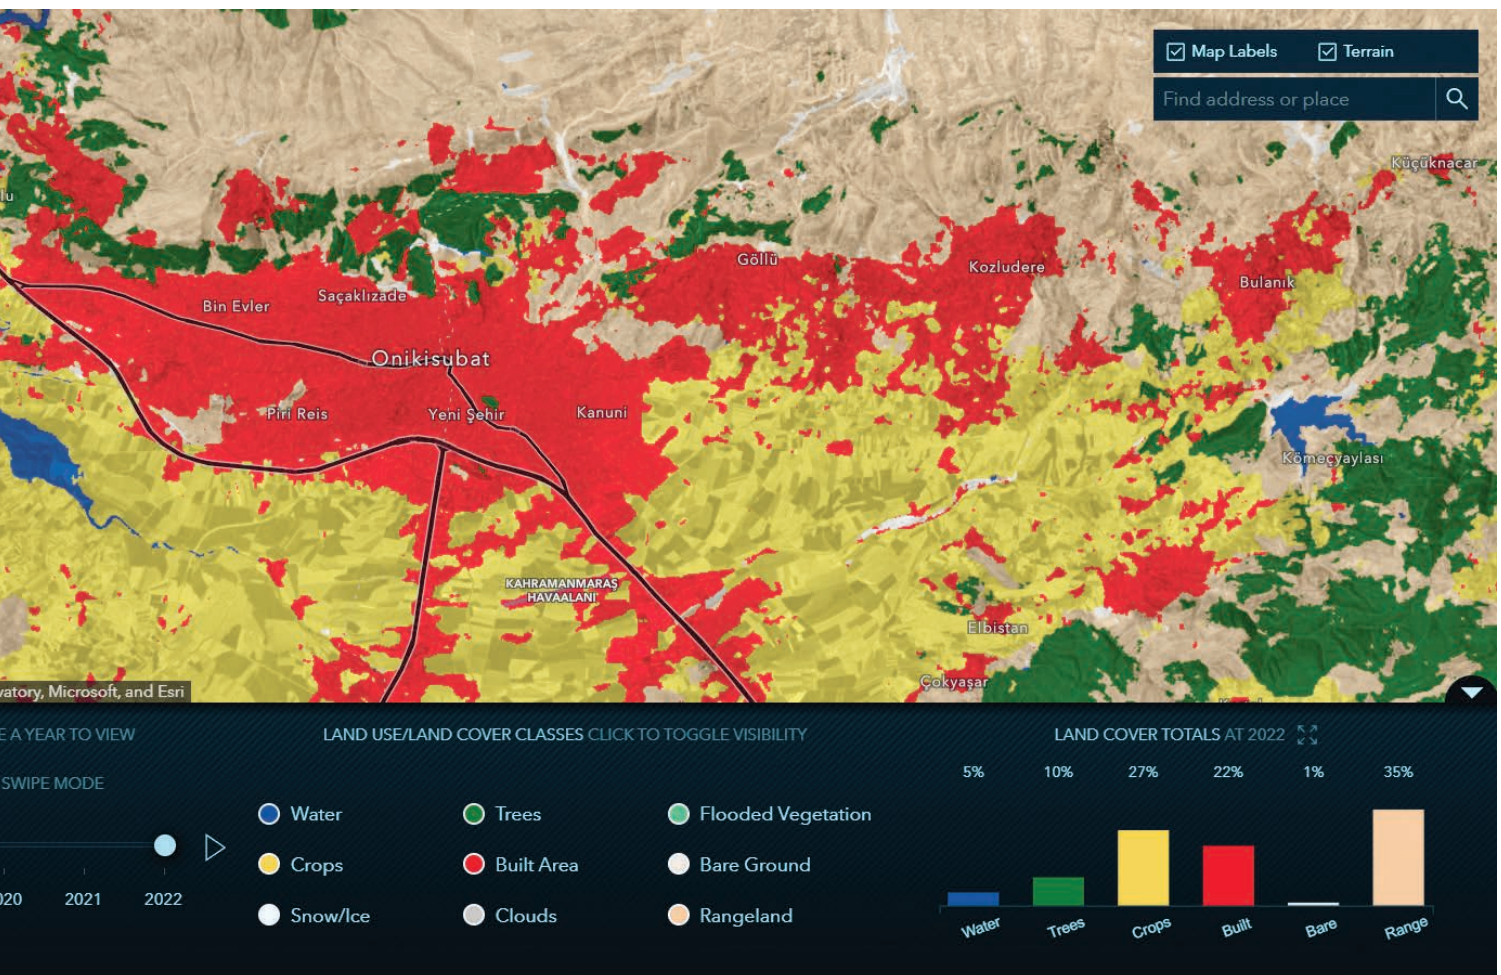 Map Labels
Terrain
Find address or place
Küçüknacar
lu
Göllü
Kozludere
Bulanık
Bin Evler
Saçaklızade
Onikişubat
Piri Reis
Yeni Şehir
Kanuni
Kömeçyaylası
KAHRAMANMARAŞ
HAVAALANI
Elbistan
Çokyaşar
vatory, Microsoft, and Esri
E A YEAR TO VIEW
SWIPE MODE
020
2021
2022
LAND USE/LAND COVER CLASSES CLICK TO TOGGLE VISIBILITY
Water
Trees
Flooded Vegetation
Crops
Built Area
Bare Ground
Snow/Ice
Clouds
Rangeland
LAND COVER TOTALS AT 2022
5%
10%
27%
22%
1%
35%
Water
Trees
Crops
Built
Bare
Range